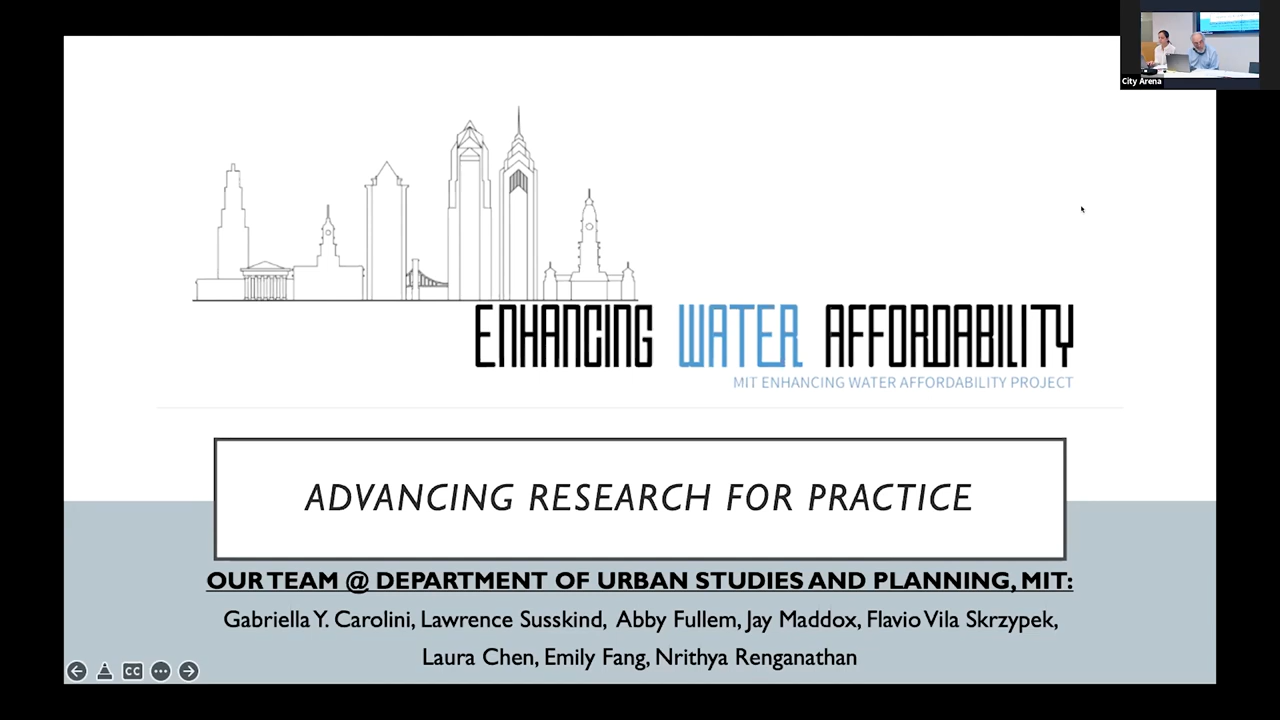 City Arena
ENHANCING WATER AFFORDABILITY
MIT ENHANCING WATER AFFORDABILITY PROJECT
ADVANCING RESEARCH FOR PRACTICE
OUR TEAM @ DEPARTMENT OF URBAN STUDIES AND PLANNING, MIT:
Gabriella Y. Carolini, Lawrence Susskind, Abby Fullem, Jay Maddox, Flavio Vila Skrzypek,
Laura Chen, Emily Fang, Nrithya Renganathan
CC